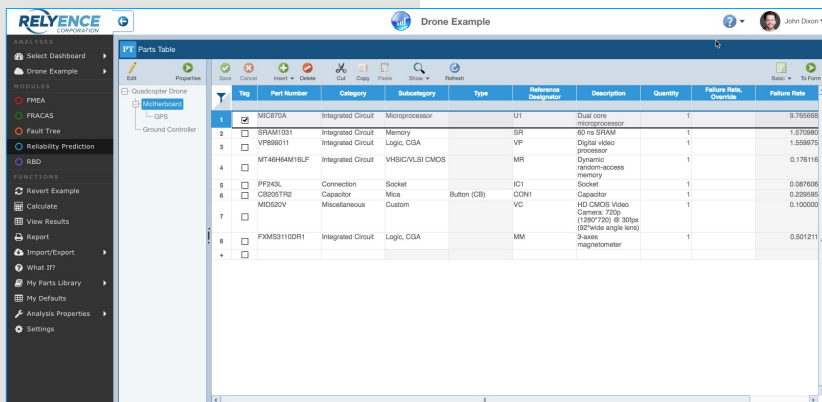 RELYENCE
CORPORATION
Drone Example
?
John Dixon
ANALYSES
Select Dashboard
Drone Example
MODULES
FMEA
FRACAS
Fault Tree
Reliability Prediction
RBD
FUNCTIONS
Revert Example
Calculate
View Results
Report
Import/Export
What If?
My Parts Library
My Defaults
Analysis Properties
Settings
PT Parts Table
Edit Properties
Quadcopter Drone
Motherboard
GPS
Ground Controller
Save Cancel Insert Delete Cut Copy Paste Show Refresh Basic To Form
Tag Part Number Category Subcategory Type Reference Designator Description Quantity Failure Rate, Override Failure Rate
1 MIC870A Integrated Circuit Microprocessor U1 Dual core microprocessor 1 9.765668
2 SRAM1031 Integrated Circuit Memory SR 60 ns SRAM 1 1.570980
3 VP899011 Integrated Circuit Logic, CGA VP Digital video processor 1 1.559975
4 MT46H64M16LF Integrated Circuit VHSIC/VLSI CMOS MR Dynamic random-access memory 1 0.176116
5 PF243L Connection Socket IC1 Socket 1 0.087606
6 CB205TR2 Capacitor Mica Button (CB) CON1 Capacitor 1 0.229595
7 MID520V Miscellaneous Custom VC HD CMOS Video Camera: 720p (1280*720) @ 30fps (92°wide angle lens) 1 0.100000
8 FXMS3110DR1 Integrated Circuit Logic, CGA MM 3-axes magnetometer 1 0.501211
+